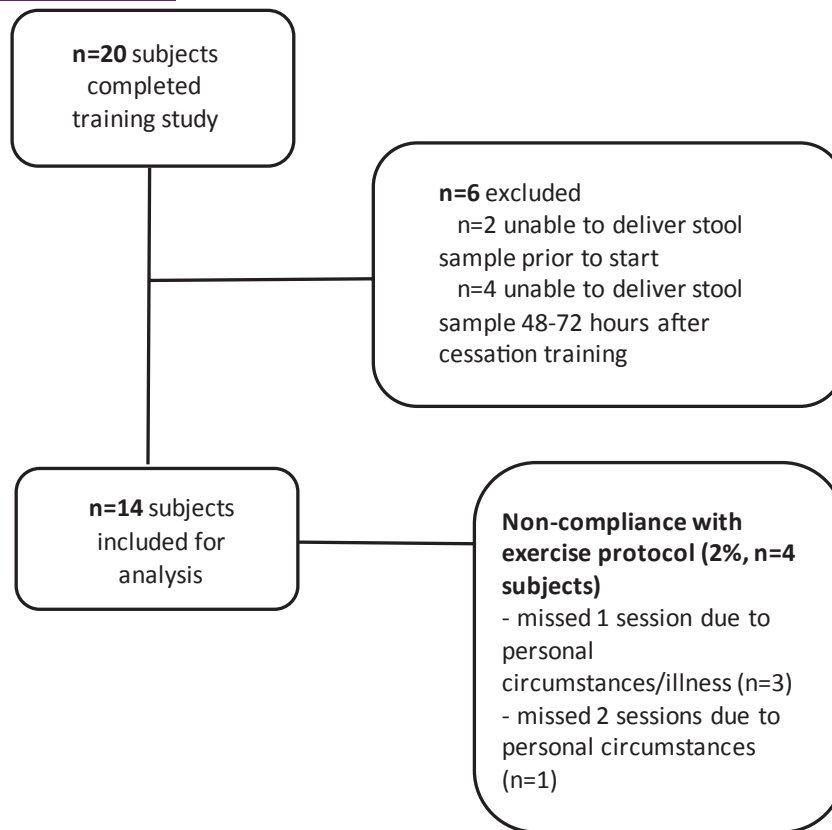 n=20 subjects
completed
training study
n=6 excluded
n=2 unable to deliver stool
sample prior to start
n=4 unable to deliver stool
sample 48-72 hours after
cessation training
n=14 subjects
included for
analysis
Non-compliance with
exercise protocol (2%, n=4
subjects)
- missed 1 session due to
personal
circumstances/illness (n=3)
- missed 2 sessions due to
personal circumstances
(n=1)